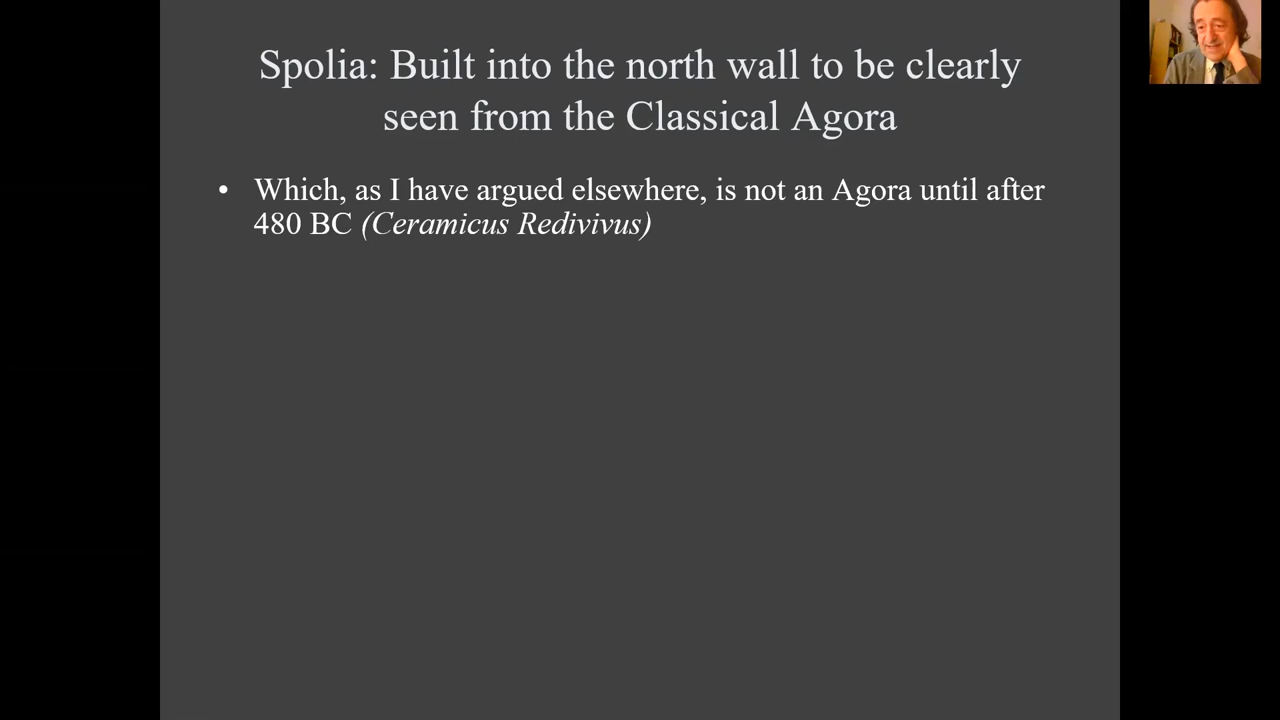 Spolia: Built into the north wall to be clearly
seen from the Classical Agora
• Which, as I have argued elsewhere, is not an Agora until after
480 BC (Ceramicus Redivivus)